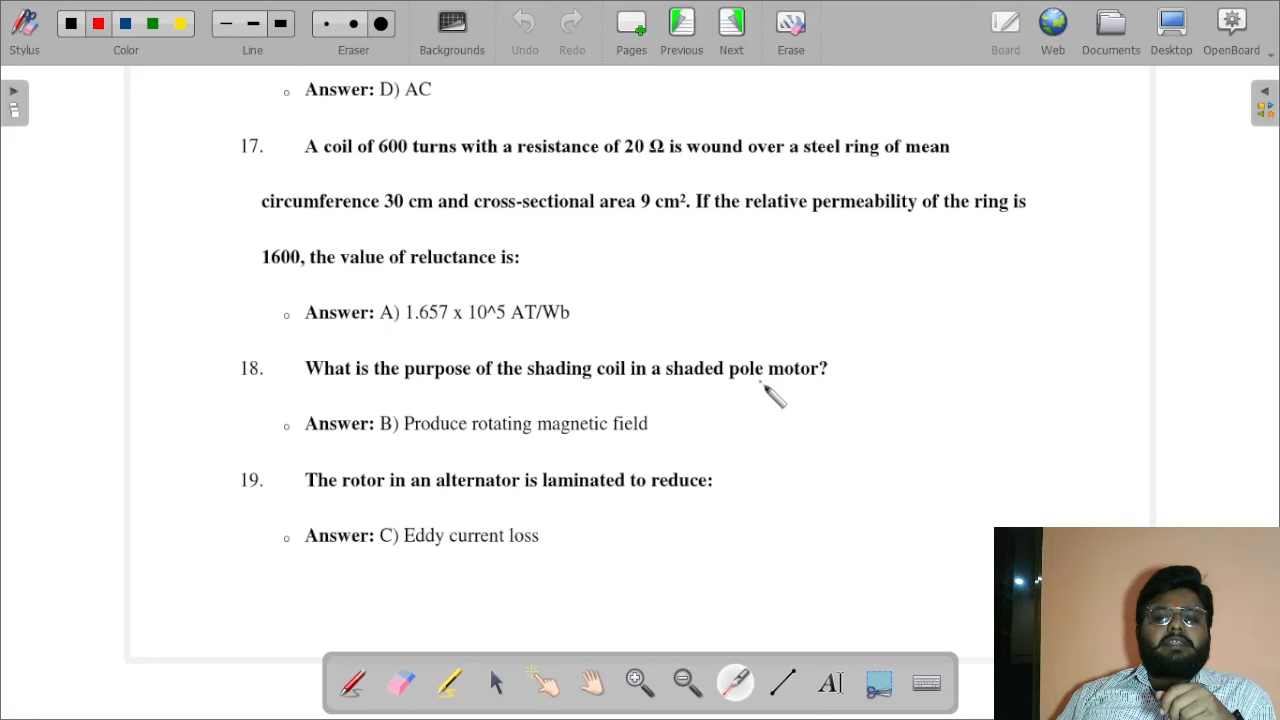 Stylus
Color
Line
Eraser
Backgrounds
Undo
Redo
Pages
Previous
Next
Erase
Board
Web
Documents
Desktop
OpenBoard
Answer: D) AC
17. A coil of 600 turns with a resistance of 20 Ω is wound over a steel ring of mean
circumference 30 cm and cross-sectional area 9 cm². If the relative permeability of the ring is
1600, the value of reluctance is:
Answer: A) 1.657 x 10^5 AT/Wb
18. What is the purpose of the shading coil in a shaded pole motor?
Answer: B) Produce rotating magnetic field
19. The rotor in an alternator is laminated to reduce:
Answer: C) Eddy current loss